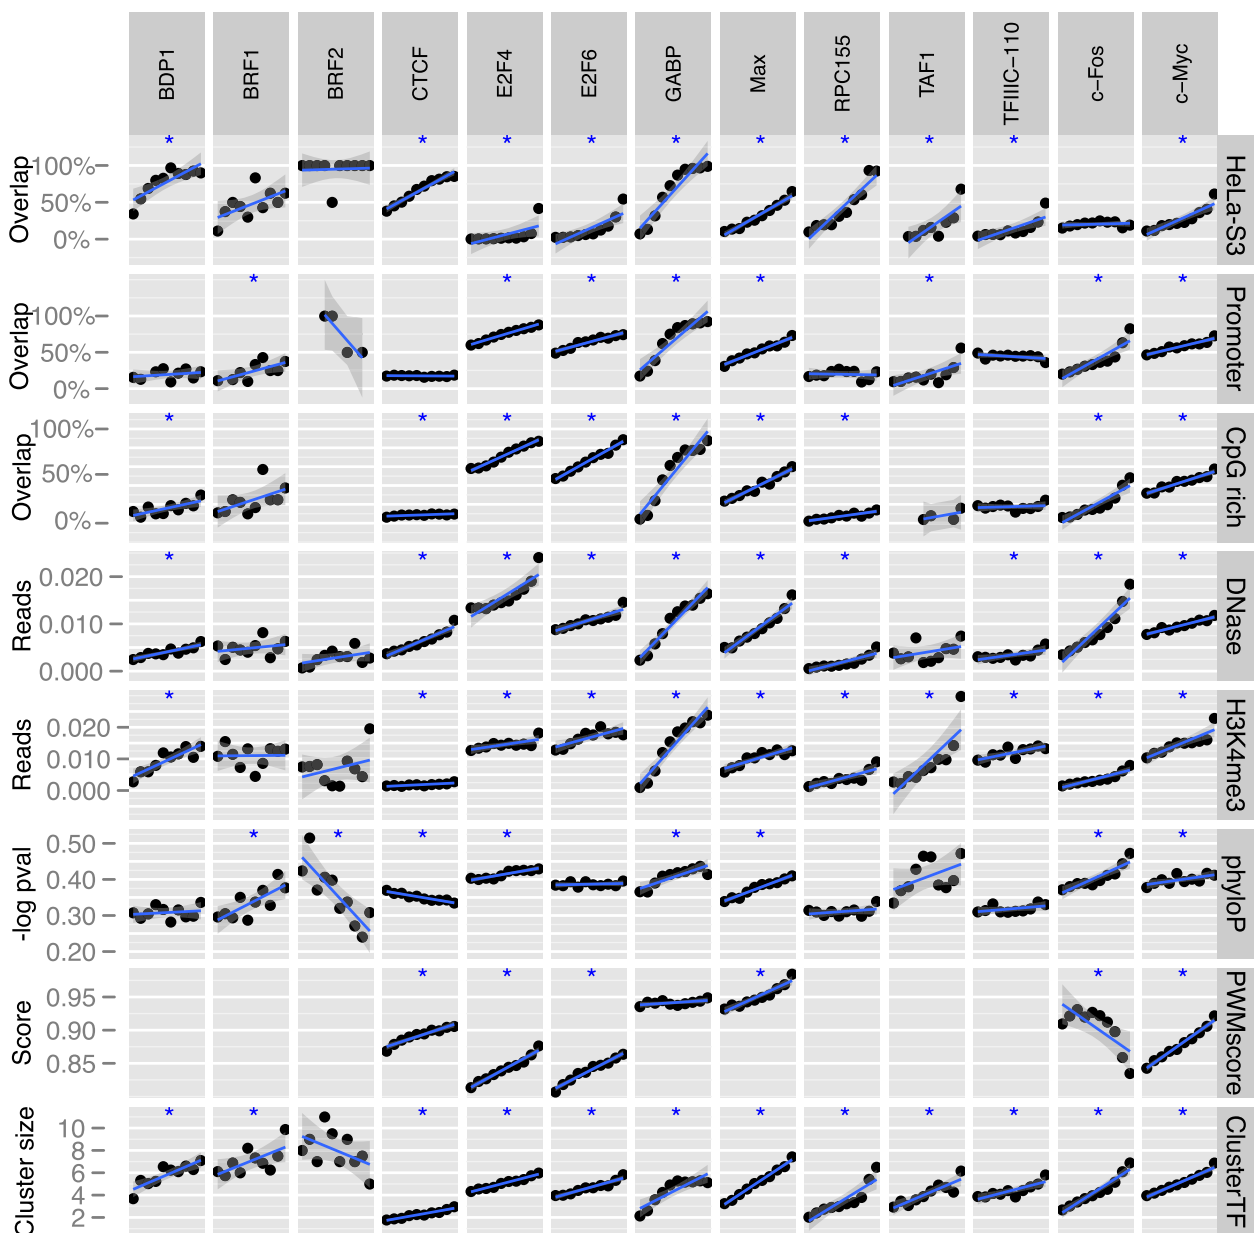 BDP1
BRF1
BRF2
CTCF
E2F4
E2F6
GABP
Max
RPC155
TAF1
TFIIIC−110
c−Fos
c−Myc
* * * * * * * * * * *
Overlap
100%
50%
0%
HeLa-S3
* * * * * * *
Overlap
100%
50%
0%
Promoter
* * * * * * * *
Overlap
100%
50%
0%
CpG rich
* * * * * * * * * *
Reads
0.020
0.010
0.000
DNase
* * * * * * * * * * *
Reads
0.020
0.010
0.000
H3K4me3
* * * * * * * *
-log pval
0.50
0.40
0.30
0.20
phyloP
* * * * * *
Score
0.95
0.90
0.85
PWMscore
* * * * * * * * * * * *
Cluster size
10
8
6
4
2
ClusterTF